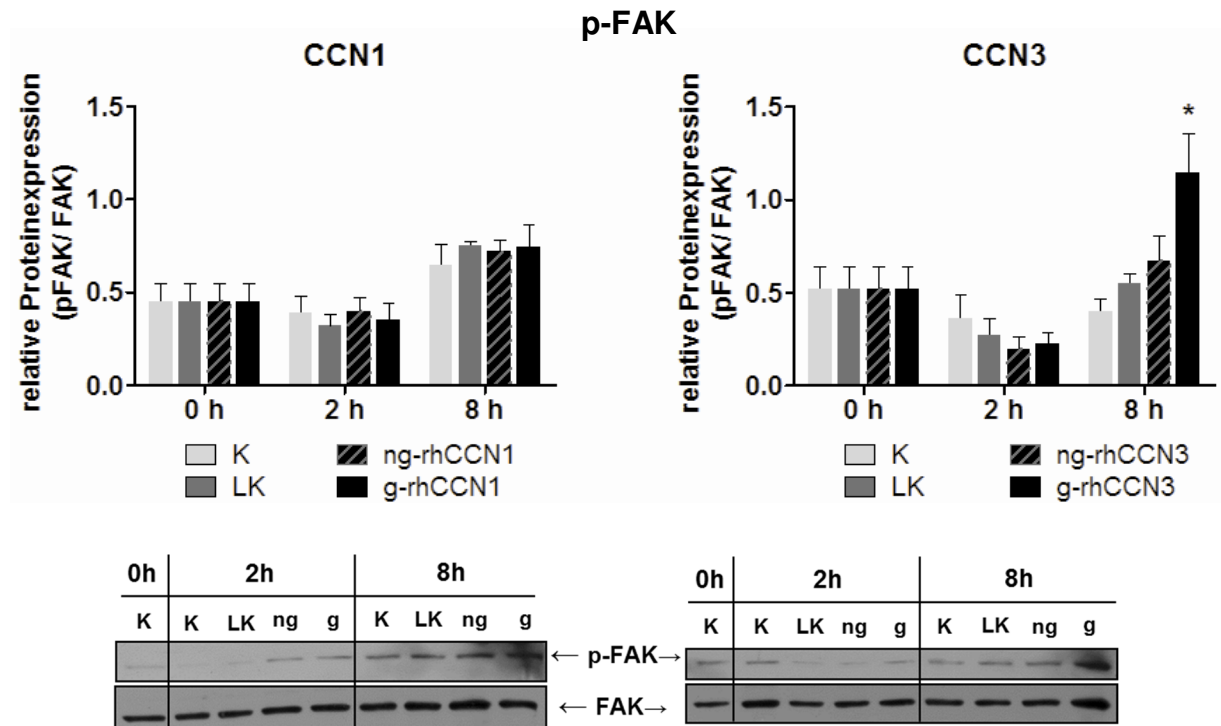 p-FAK
CCN1
relative Proteinexpression
(pFAK/ FAK)
1.5
1.0
0.5
0.0
0 h 2 h 8 h
K ng-rhCCN1
LK g-rhCCN1
CCN3
*
relative Proteinexpression
(pFAK/ FAK)
1.5
1.0
0.5
0.0
0 h 2 h 8 h
K ng-rhCCN3
LK g-rhCCN3
0h 2h 8h
K K LK ng g K LK ng g
0h 2h 8h
K K LK ng g K LK ng g
← p-FAK→
← FAK→